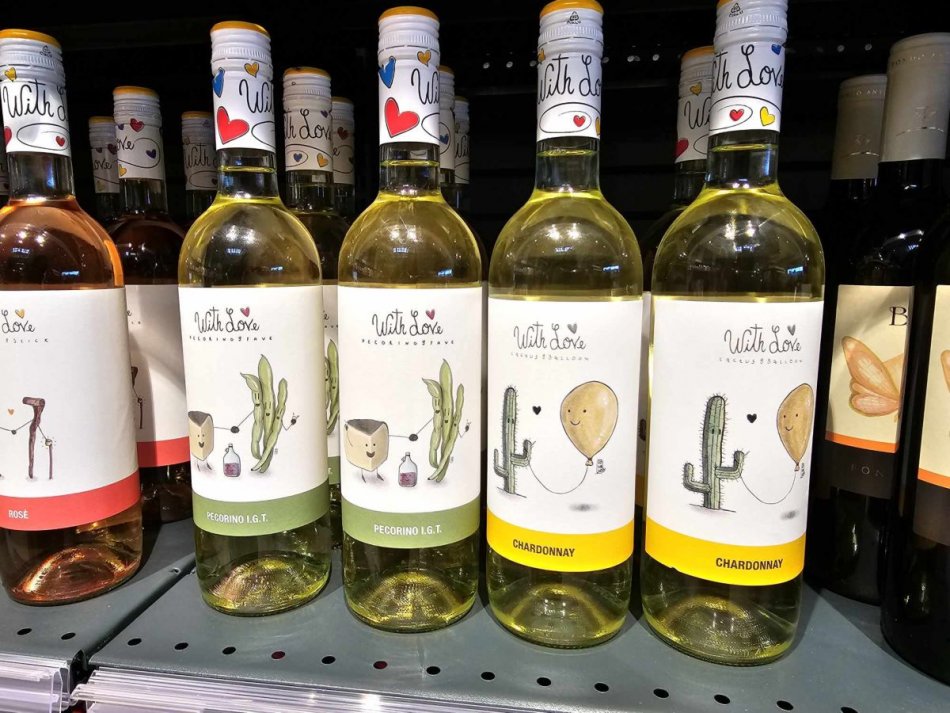 With
With Love
With Love
With Love
With Love
With Love
With Love
PECORINO & FAVE
With Love
PECORINO & FAVE
With Love
CACTUS & BALLOON
With Love
CACTUS & BALLOON
B
ROSÉ
PECORINO I.G.T.
PECORINO I.G.T.
CHARDONNAY
CHARDONNAY